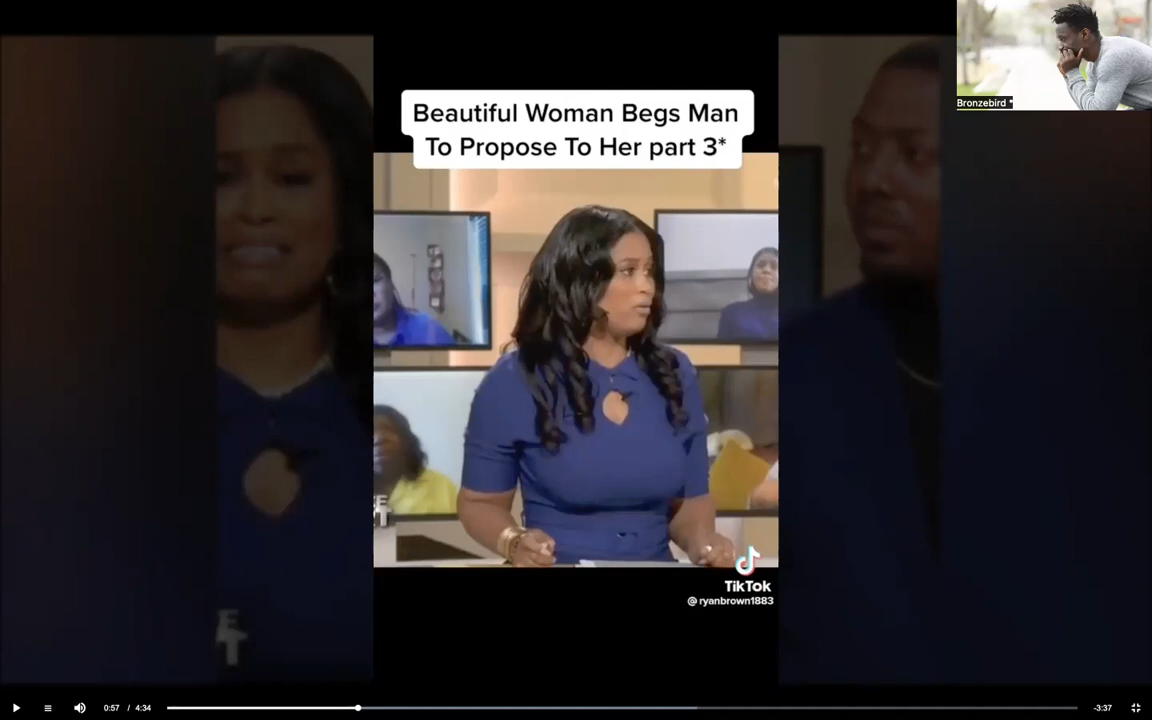 Bronzebird *
Beautiful Woman Begs Man
To Propose To Her part 3*
TikTok
@ryanbrown1883
0:57 / 4:34
-3:37